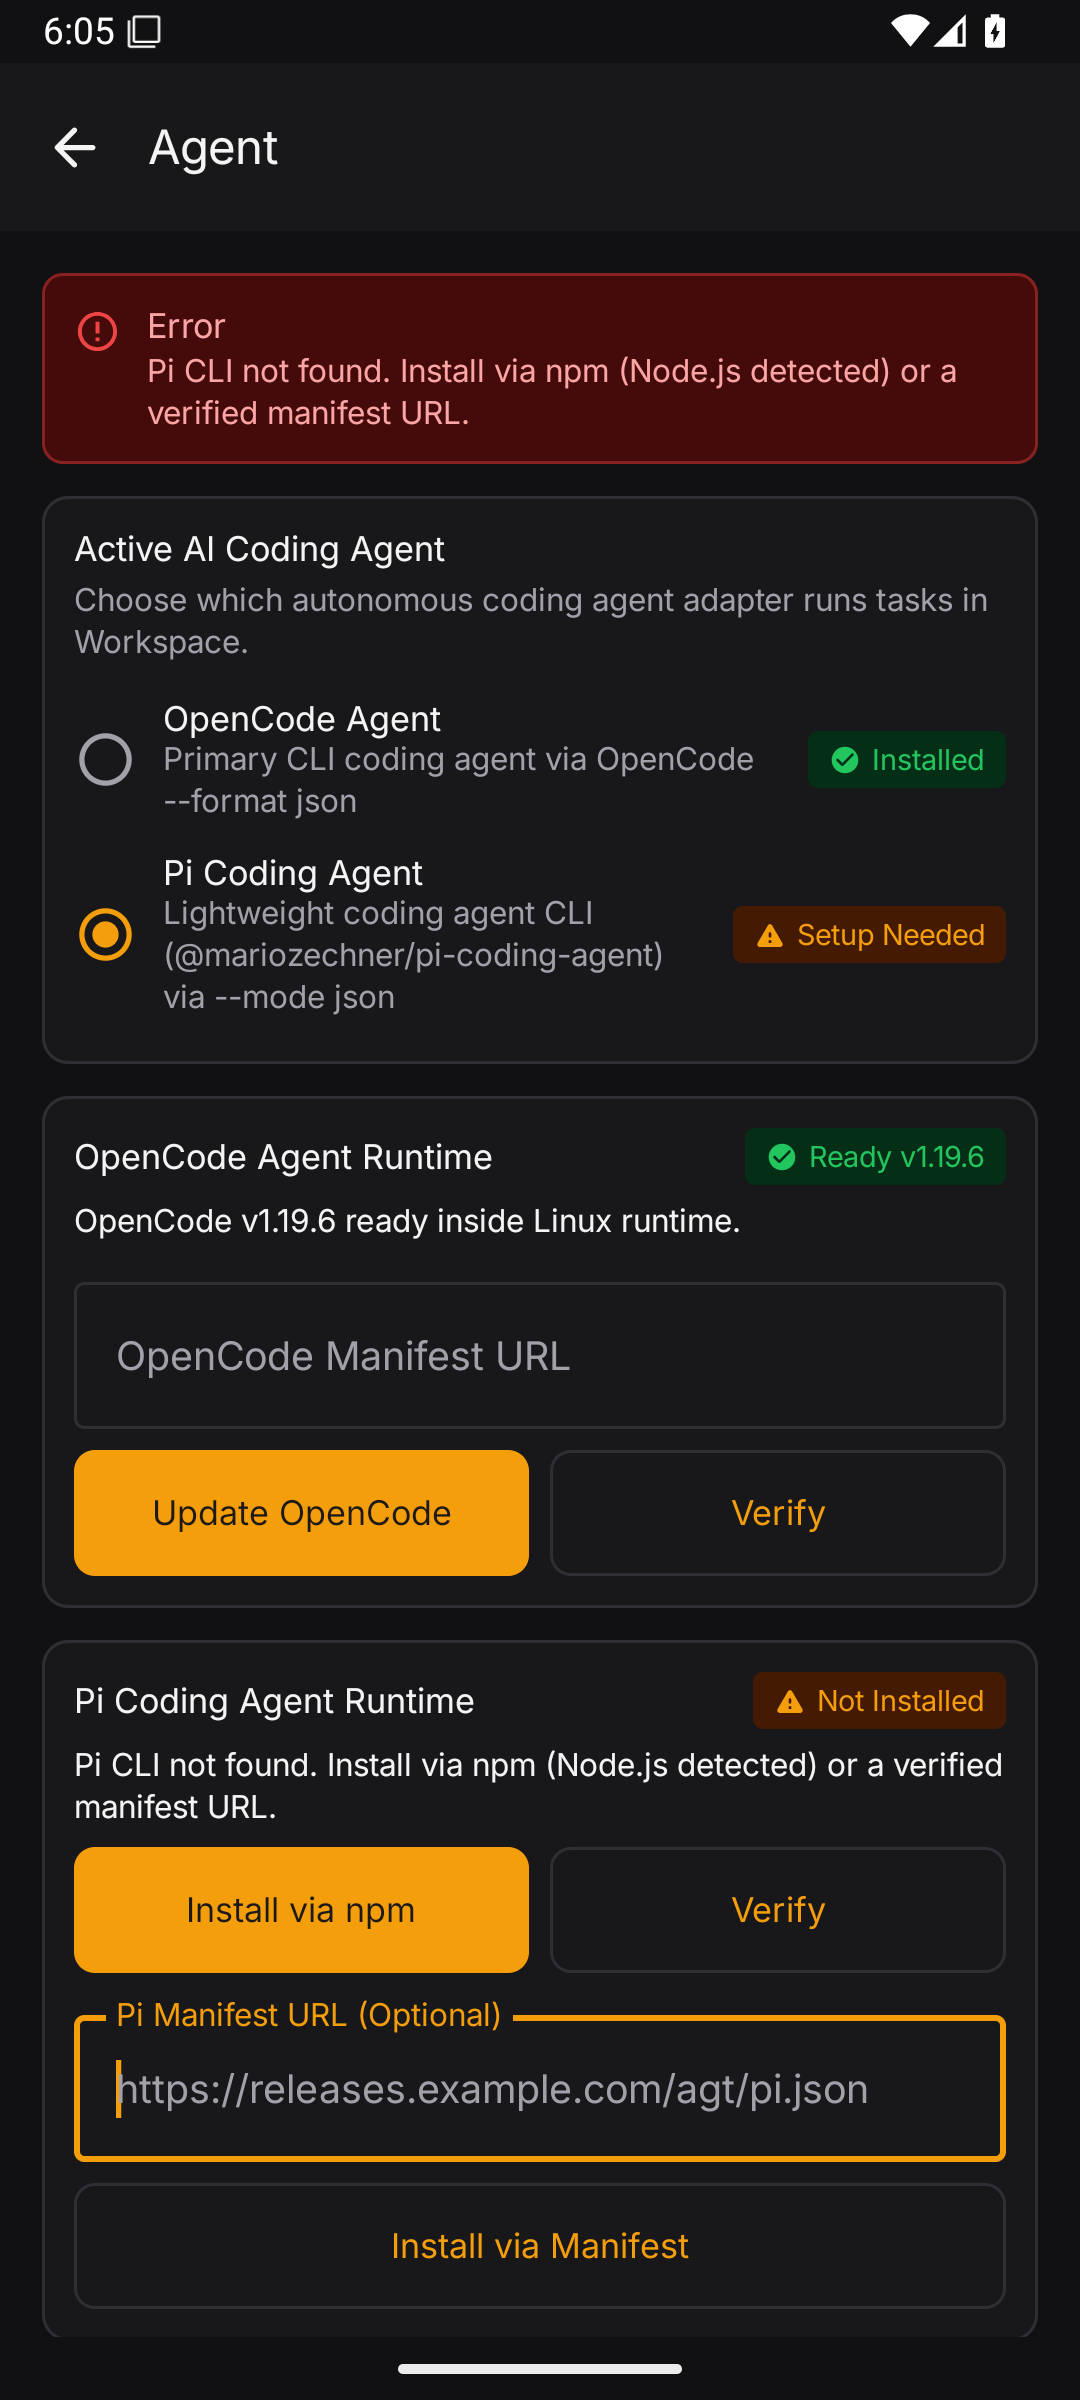 6:05
Agent
Error
Pi CLI not found. Install via npm (Node.js detected) or a
verified manifest URL.
Active AI Coding Agent
Choose which autonomous coding agent adapter runs tasks in
Workspace.
OpenCode Agent
Primary CLI coding agent via OpenCode
--format json
Installed
Pi Coding Agent
Lightweight coding agent CLI
(@mariozechner/pi-coding-agent)
via --mode json
Setup Needed
OpenCode Agent Runtime
Ready v1.19.6
OpenCode v1.19.6 ready inside Linux runtime.
OpenCode Manifest URL
Update OpenCode
Verify
Pi Coding Agent Runtime
Not Installed
Pi CLI not found. Install via npm (Node.js detected) or a verified
manifest URL.
Install via npm
Verify
Pi Manifest URL (Optional)
https://releases.example.com/agt/pi.json
Install via Manifest